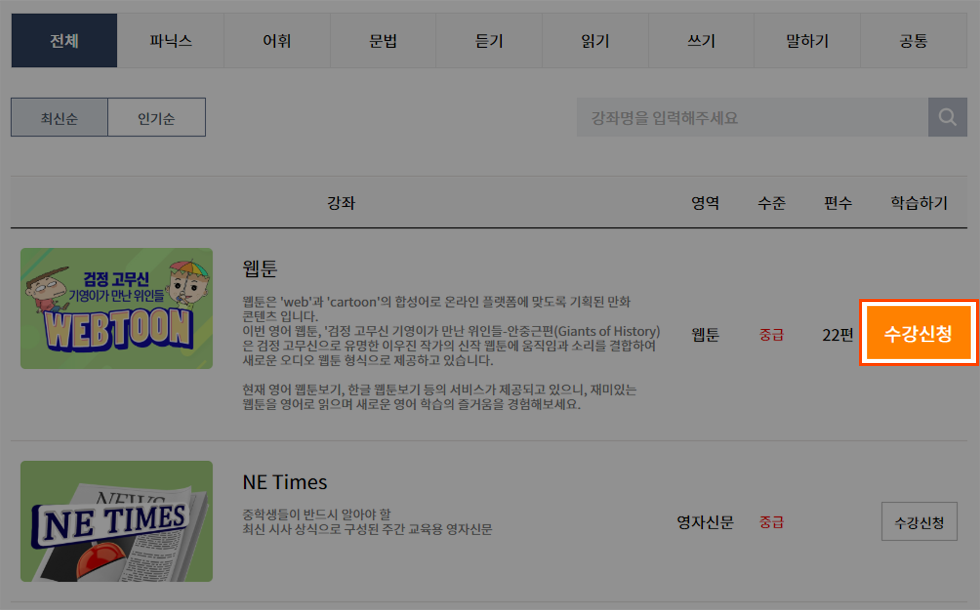 전체 파닉스 어휘 문법 듣기 읽기 쓰기 말하기 공통
최신순 인기순 강좌명을 입력해주세요
강좌 영역 수준 편수 학습하기
검정 고무신
기영이가 만난 위인들
WEBTOON
웹툰
웹툰은 'web'과 'cartoon'의 합성어로 온라인 플랫폼에 맞도록 기획된 만화
콘텐츠 입니다.
이번 영어 웹툰, '검정 고무신 기영이가 만난 위인들-안중근편(Giants of History)
은 검정 고무신으로 유명한 이우진 작가의 신작 웹툰에 움직임과 소리를 결합하여
새로운 오디오 웹툰 형식으로 제공하고 있습니다.
현재 영어 웹툰보기, 한글 웹툰보기 등의 서비스가 제공되고 있으니, 재미있는
웹툰을 영어로 읽으며 새로운 영어 학습의 즐거움을 경험해보세요.
웹툰 중급 22편 수강신청
NEWS
NE TIMES
NE Times
중학생들이 반드시 알아야 할
최신 시사 상식으로 구성된 주간 교육용 영자신문
영자신문 중급 수강신청